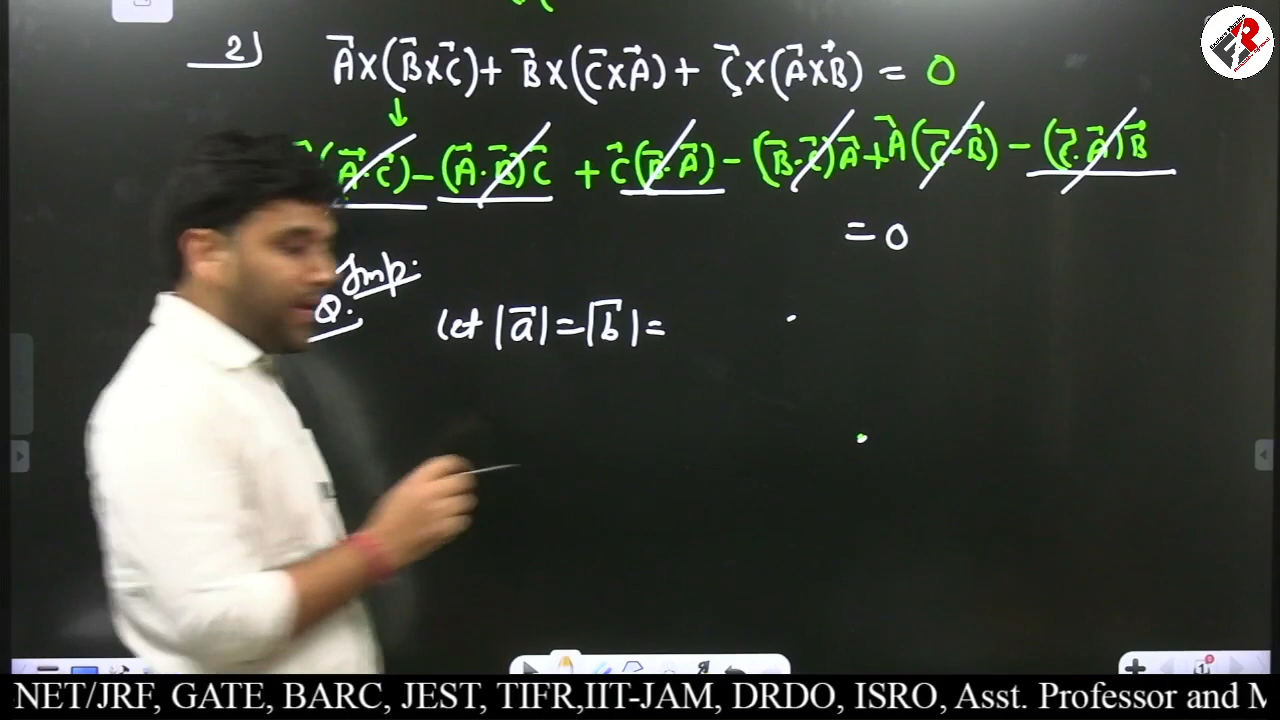 2) A⃗×(B⃗×C⃗)+ B⃗×(C⃗×A⃗)+ C⃗×(A⃗×B⃗) = 0
(A⃗·C⃗) - (A⃗·B⃗)C⃗ + C⃗(B⃗·A⃗) - (B⃗·C⃗)A⃗ + A⃗(C⃗·B⃗) - (C⃗·A⃗)B⃗
= 0
Imp.
Q. let |a⃗|=|b⃗|=
NET/JRF, GATE, BARC, JEST, TIFR,IIT-JAM, DRDO, ISRO, Asst. Professor and M